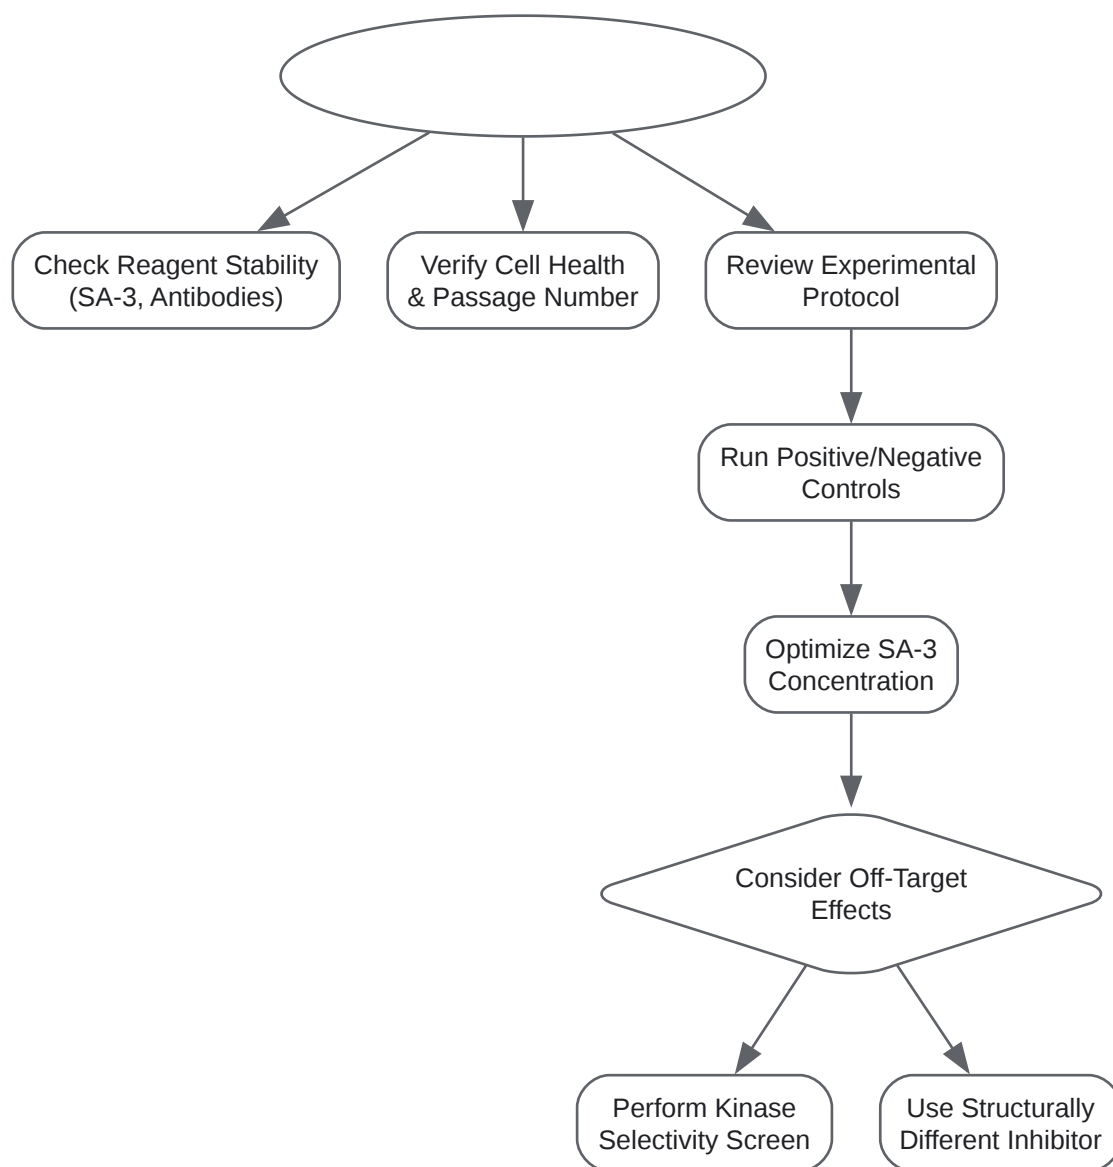 Check Reagent Stability
(SA-3, Antibodies)
Verify Cell Health
& Passage Number
Review Experimental
Protocol
Run Positive/Negative
Controls
Optimize SA-3
Concentration
Consider Off-Target
Effects
Perform Kinase
Selectivity Screen
Use Structurally
Different Inhibitor